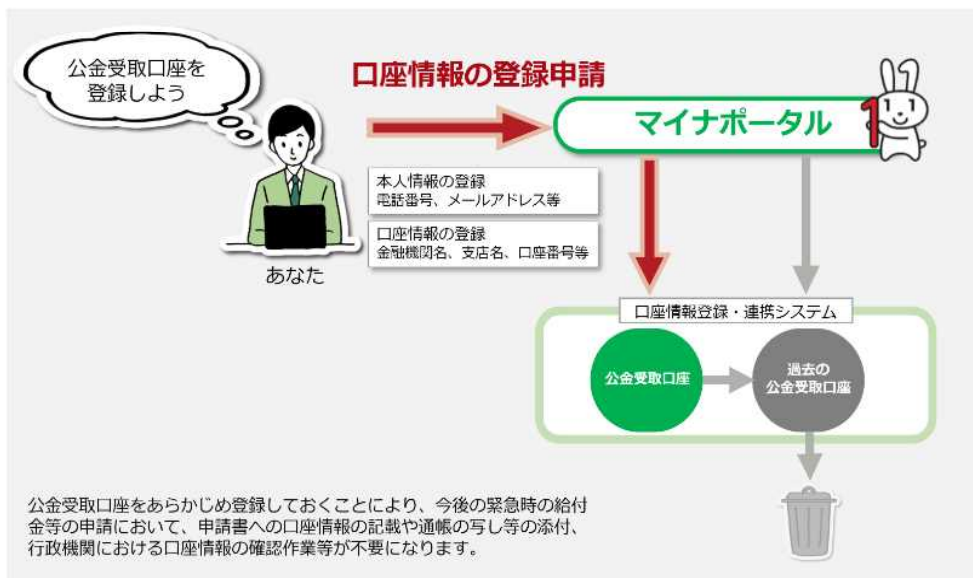 公金受取口座を
登録しよう
口座情報の登録申請
マイナポータル
1
本人情報の登録
電話番号、メールアドレス等
口座情報の登録
金融機関名、支店名、口座番号等
あなた
口座情報登録・連携システム
公金受取口座
過去の
公金受取口座
公金受取口座をあらかじめ登録しておくことにより、今後の緊急時の給付
金等の申請において、申請書への口座情報の記載や通帳の写し等の添付、
行政機関における口座情報の確認作業等が不要になります。